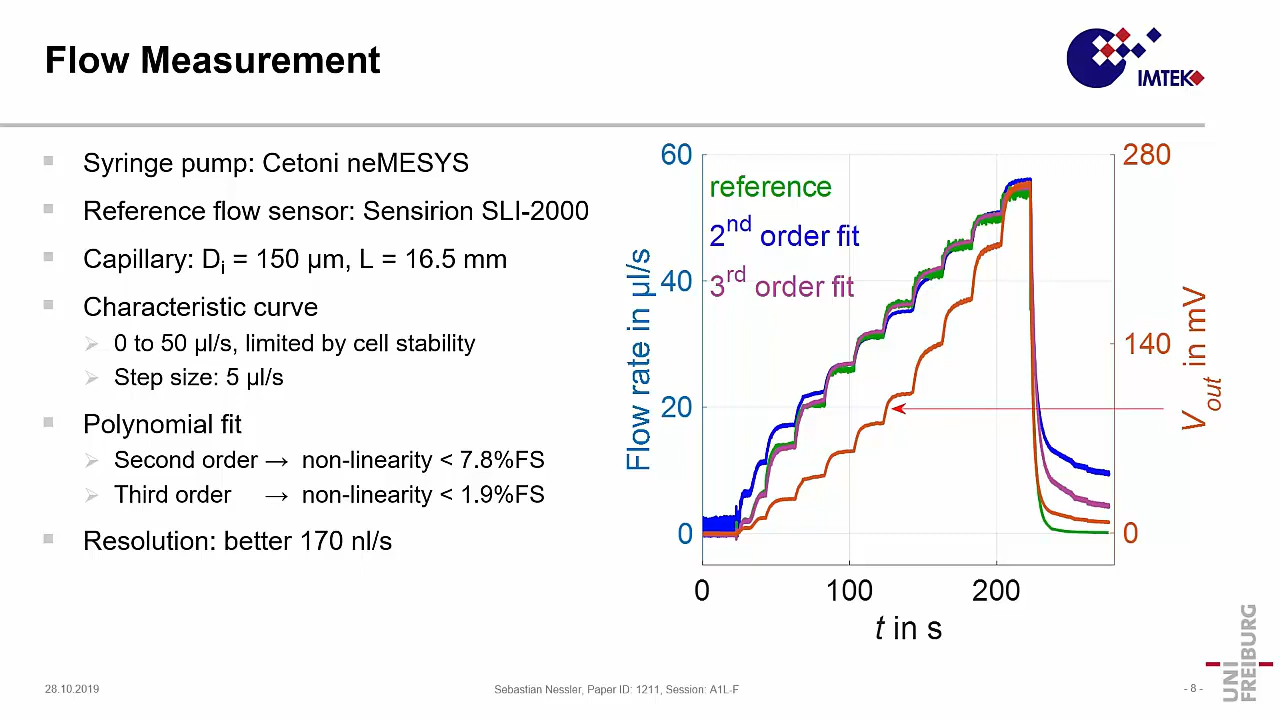 Flow Measurement
IMTEK
Syringe pump: Cetoni neMESYS
Reference flow sensor: Sensirion SLI-2000
Capillary: Di = 150 µm, L = 16.5 mm
Characteristic curve
0 to 50 µl/s, limited by cell stability
Step size: 5 µl/s
Polynomial fit
Second order → non-linearity < 7.8%FS
Third order → non-linearity < 1.9%FS
Resolution: better 170 nl/s
Flow rate in µl/s
60
40
20
0
reference
2nd order fit
3rd order fit
280
140
0
Vout in mV
0 100 200
t in s
UNI
FREIBURG
28.10.2019
Sebastian Nessler, Paper ID: 1211, Session: A1L-F
- 8 -